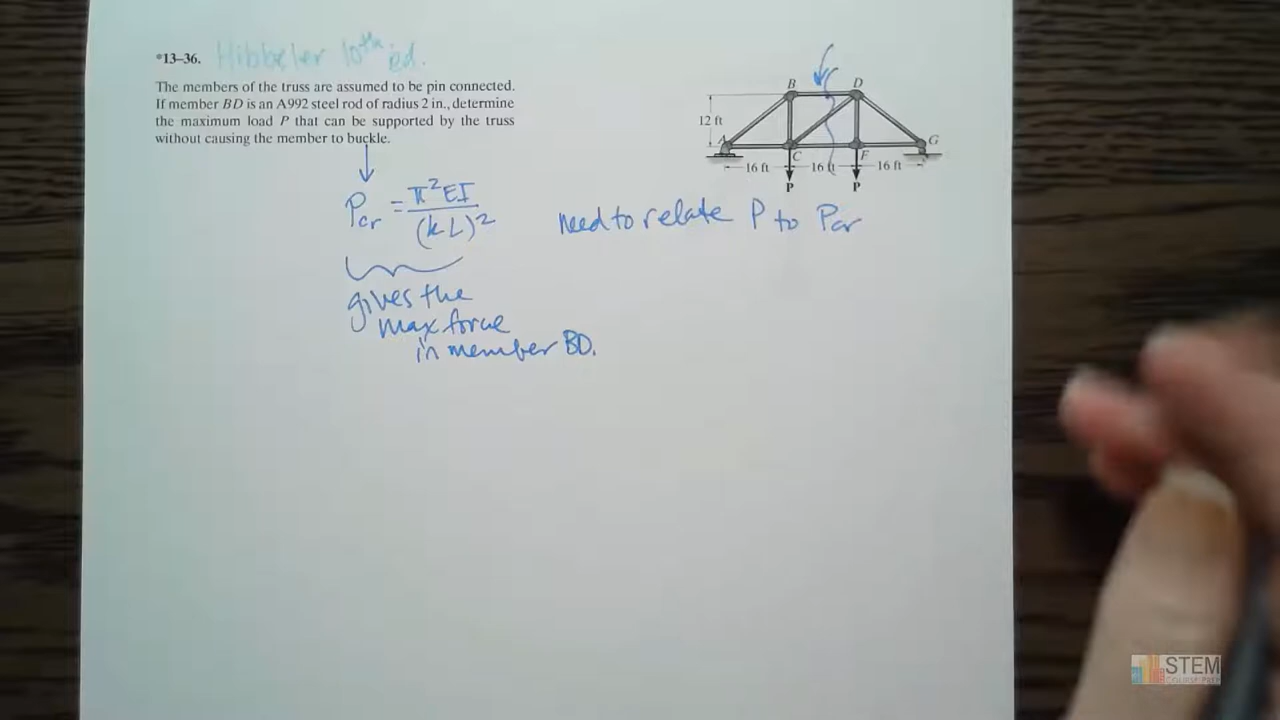 *13–36. Hibbeler 10th ed.
The members of the truss are assumed to be pin connected.
If member BD is an A992 steel rod of radius 2 in., determine
the maximum load P that can be supported by the truss
without causing the member to buckle.
B D
12 ft
A C F G
16 ft 16 ft 16 ft
P P
Pcr = π²EI
(kL)²
need to relate P to Pcr
gives the
max force
in member BD.
STEM
COURSE PREP